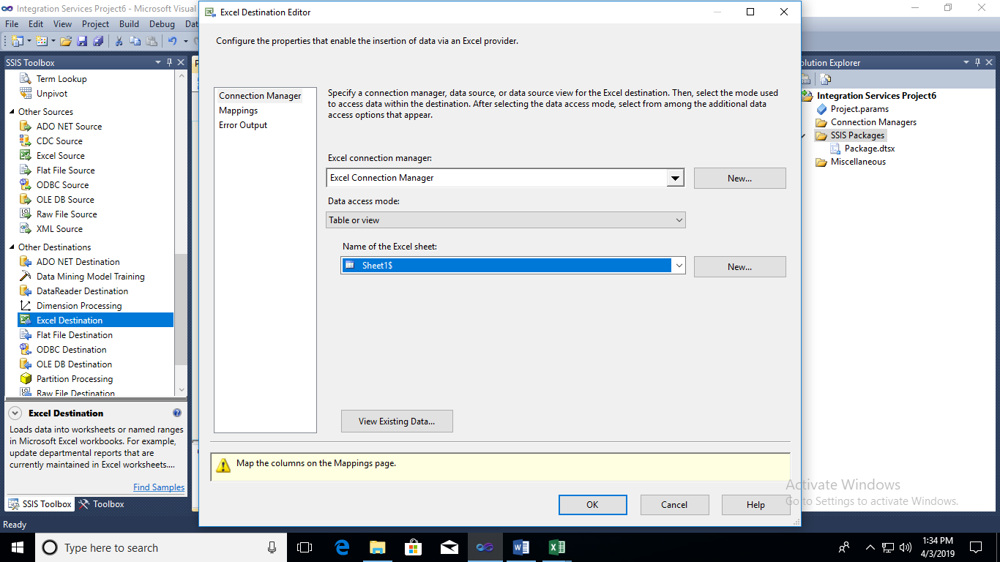 Integration Services Project6 - Microsoft Visual
Excel Destination Editor
File Edit View Project Build Debug Dat
Configure the properties that enable the insertion of data via an Excel provider.
SSIS Toolbox
Term Lookup
Unpivot
Other Sources
ADO NET Source
CDC Source
Excel Source
Flat File Source
ODBC Source
OLE DB Source
Raw File Source
XML Source
Other Destinations
ADO NET Destination
Data Mining Model Training
DataReader Destination
Dimension Processing
Excel Destination
Flat File Destination
ODBC Destination
OLE DB Destination
Partition Processing
Raw File Destination
Excel Destination
Loads data into worksheets or named ranges
in Microsoft Excel workbooks. For example,
update departmental reports that are
currently maintained in Excel worksheets....
Find Samples
SSIS Toolbox Toolbox
Ready
Connection Manager
Mappings
Error Output
Specify a connection manager, data source, or data source view for the Excel destination. Then, select the mode used
to access data within the destination. After selecting the data access mode, select from among the additional data
access options that appear.
Excel connection manager:
Excel Connection Manager
New...
Data access mode:
Table or view
Name of the Excel sheet:
Sheet1$
New...
View Existing Data...
Map the columns on the Mappings page.
OK Cancel Help
olution Explorer
Integration Services Project6
Project.params
Connection Managers
SSIS Packages
Package.dtsx
Miscellaneous
Activate Windows
Go to Settings to activate Windows.
Type here to search
1:34 PM
4/3/2019